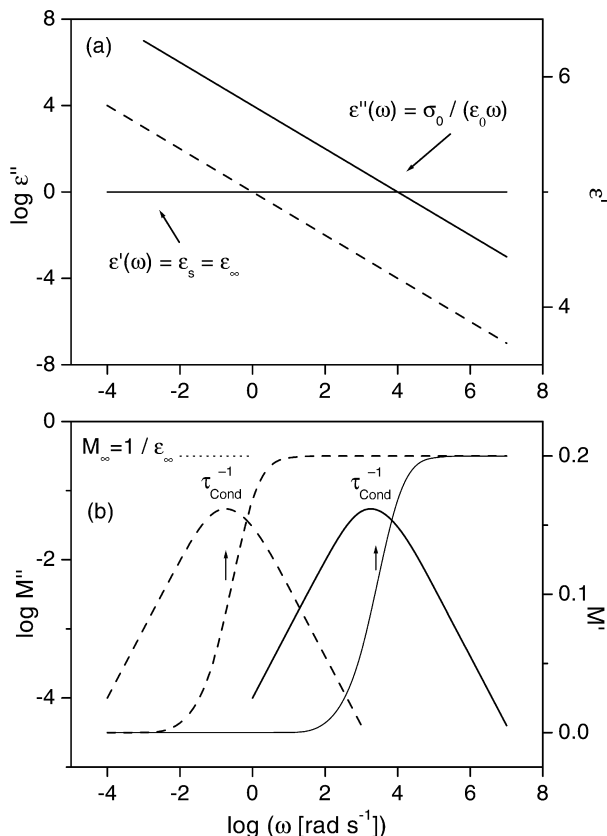 (a)
8
4
0
-4
-8
log ε''
6
4
ε'
ε''(ω) = σ₀ / (ε₀ω)
ε'(ω) = εₛ = ε∞
-4 -2 0 2 4 6 8
(b)
0
-2
-4
log M''
0.2
0.1
0.0
M'
M∞=1 / ε∞
τCond⁻¹ τCond⁻¹
-4 -2 0 2 4 6 8
log (ω [rad s⁻¹])